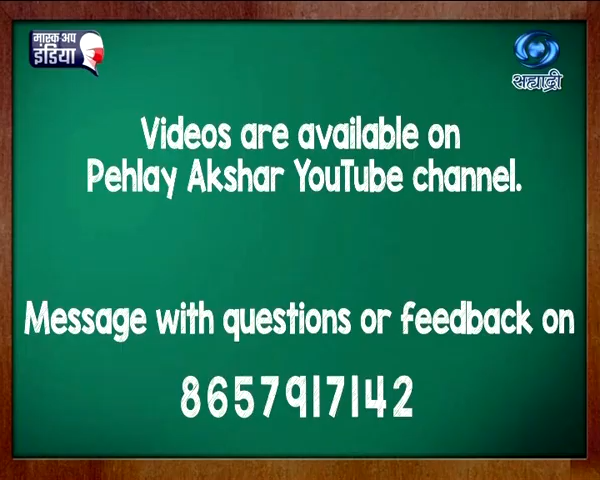 मास्क अप
इंडिया
सह्याद्री
Videos are available on
Pehlay Akshar YouTube channel.
Message with questions or feedback on
8657917142